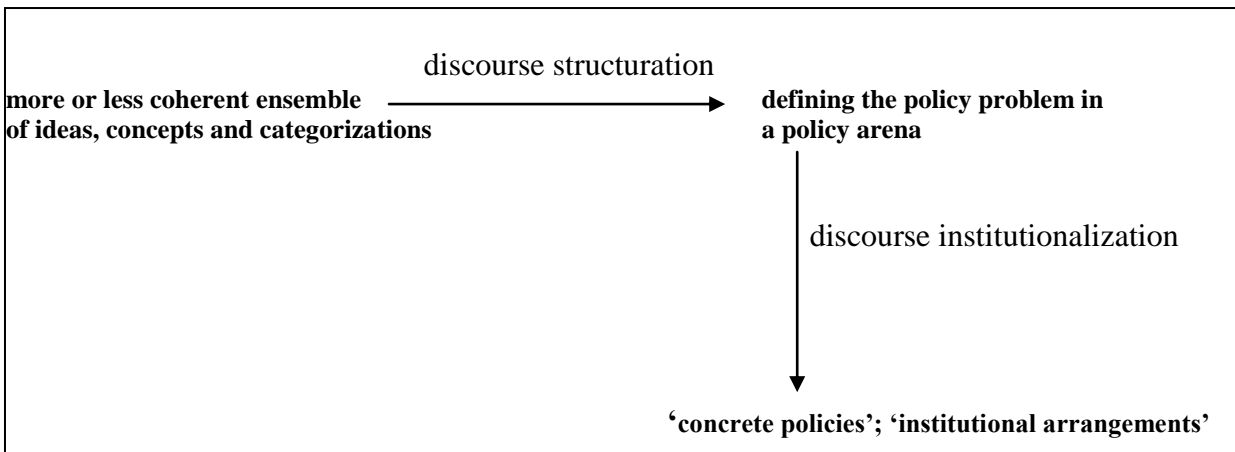 discourse structuration
more or less coherent ensemble
of ideas, concepts and categorizations
defining the policy problem in
a policy arena
discourse institutionalization
‘concrete policies’; ‘institutional arrangements’